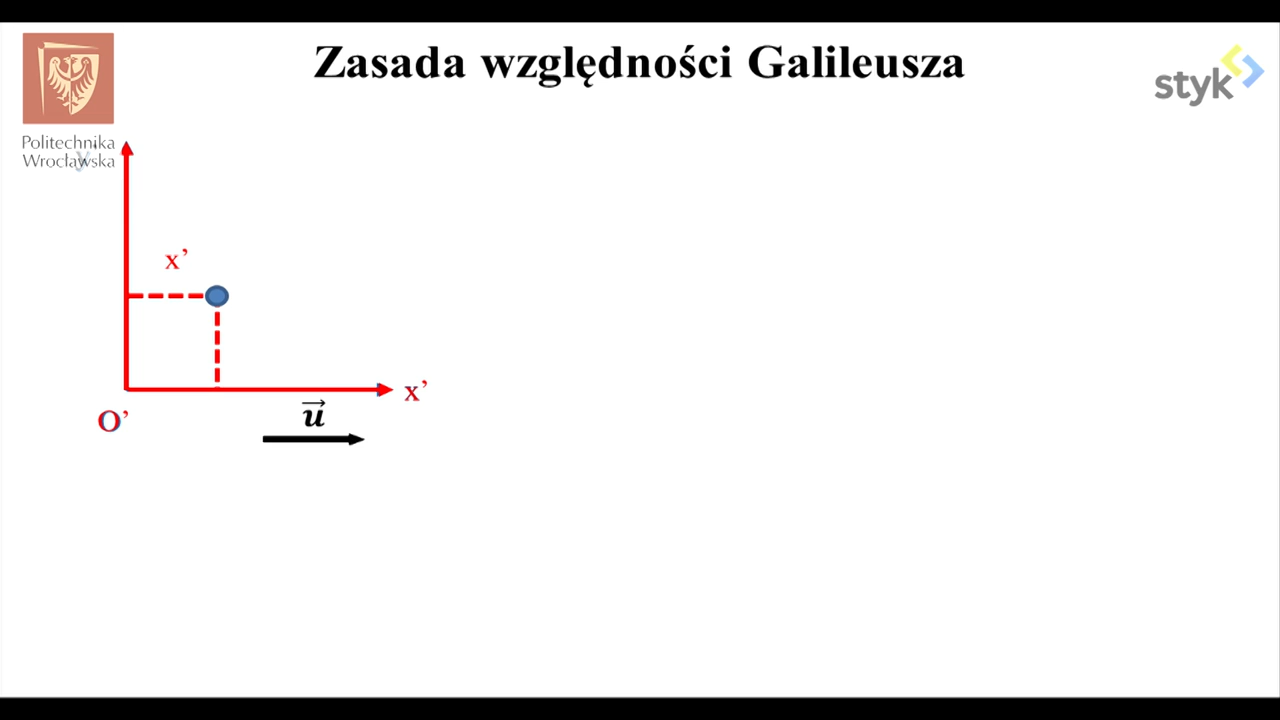 Zasada względności Galileusza
styk
Politechnika
Wrocławska
y'
x’
x’
u
O’